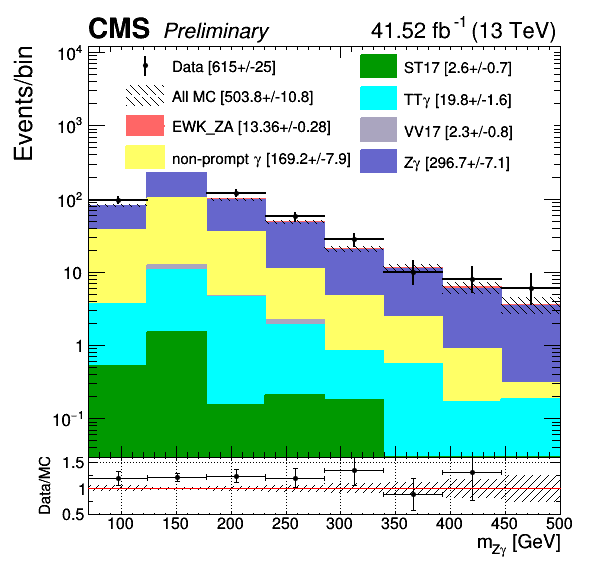 CMS Preliminary 41.52 fb⁻¹ (13 TeV)
Events/bin
Data [615+/-25]
All MC [503.8+/-10.8]
EWK_ZA [13.36+/-0.28]
non-prompt γ [169.2+/-7.9]
ST17 [2.6+/-0.7]
TTγ [19.8+/-1.6]
VV17 [2.3+/-0.8]
Zγ [296.7+/-7.1]
10⁴
10³
10²
10
1
10⁻¹
Data/MC
1.5
1
0.5
100 150 200 250 300 350 400 450 500
m_Zγ [GeV]